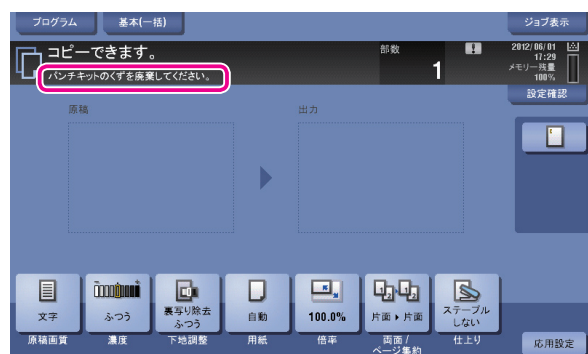 プログラム
基本(一括)
ジョブ表示
コピーできます。
パンチキットのくずを廃棄してください。
部数
1
2012/06/01
17:29
メモリー残量
100%
設定確認
原稿
出力
文字
ふつう
裏写り除去
ふつう
自動
100.0%
片面 ▸ 片面
ステープル
しない
原稿画質
濃度
下地調整
用紙
倍率
両面 /
ページ集約
仕上り
応用設定